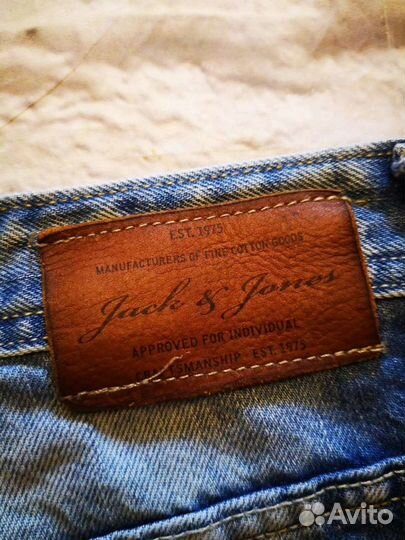 EST. 1975
MANUFACTURERS OF FINE COTTON GOODS
Jack & Jones
APPROVED FOR INDIVIDUAL
CRAFTSMANSHIP EST. 1975
Avito